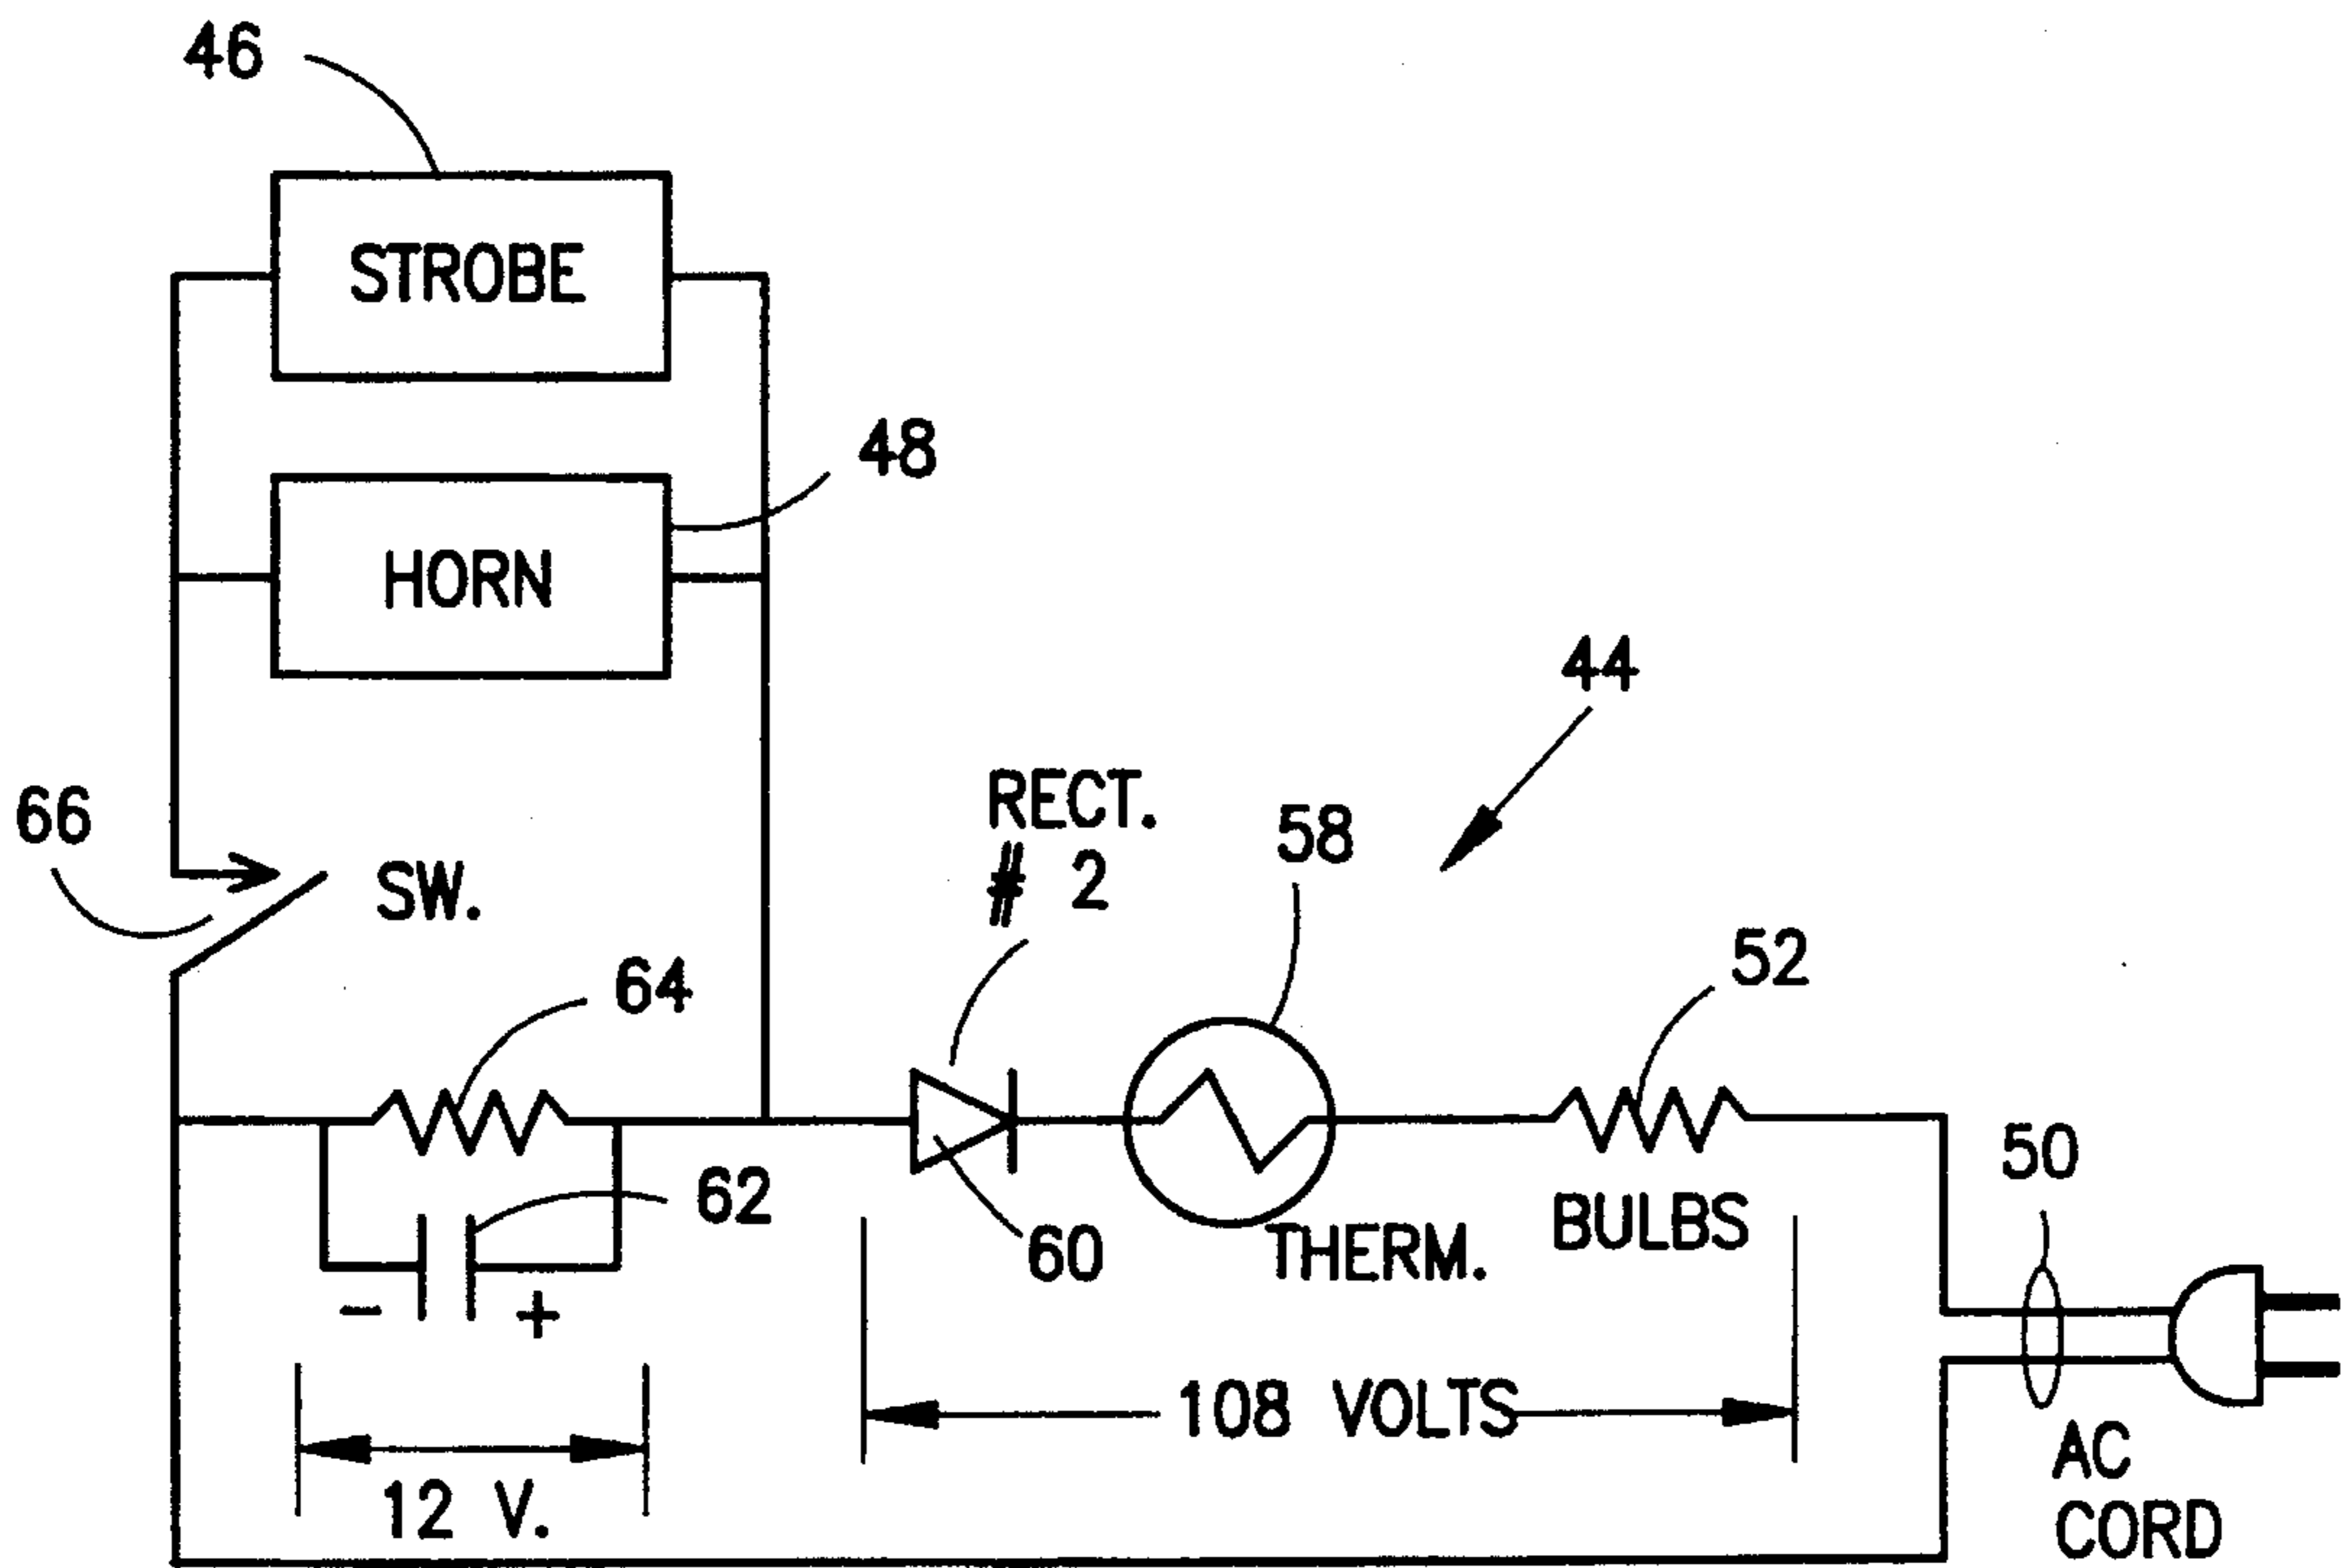 46
STROBE
48
HORN
44
66
SW.
RECT.
# 2
58
52
64
62
60
THERM.
BULBS
50
- +
12 V.
108 VOLTS
AC
CORD